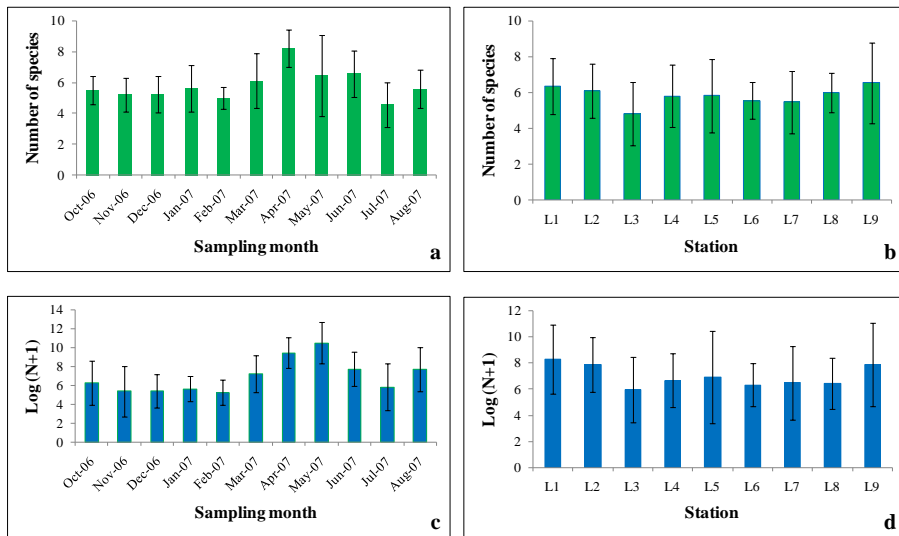 Number of species
10
8
6
4
2
0
Oct-06
Nov-06
Dec-06
Jan-07
Feb-07
Mar-07
Apr-07
May-07
Jun-07
Jul-07
Aug-07
Sampling month
a
Number of species
10
8
6
4
2
0
L1 L2 L3 L4 L5 L6 L7 L8 L9
Station
b
Log (N+1)
14
12
10
8
6
4
2
0
Oct-06
Nov-06
Dec-06
Jan-07
Feb-07
Mar-07
Apr-07
May-07
Jun-07
Jul-07
Aug-07
Sampling month
c
Log (N+1)
12
10
8
6
4
2
0
L1 L2 L3 L4 L5 L6 L7 L8 L9
Station
d